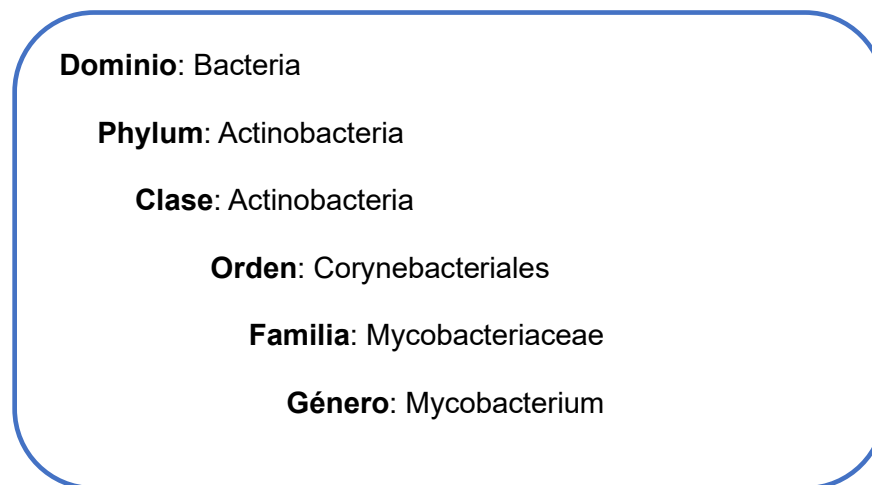 Dominio: Bacteria
Phylum: Actinobacteria
Clase: Actinobacteria
Orden: Corynebacteriales
Familia: Mycobacteriaceae
Género: Mycobacterium